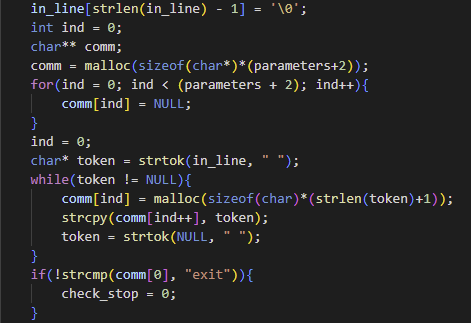 in_line[strlen(in_line) - 1] = '\0';
int ind = 0;
char** comm;
comm = malloc(sizeof(char*)*(parameters+2));
for(ind = 0; ind < (parameters + 2); ind++){
    comm[ind] = NULL;
}
ind = 0;
char* token = strtok(in_line, " ");
while(token != NULL){
    comm[ind] = malloc(sizeof(char)*(strlen(token)+1));
    strcpy(comm[ind++], token);
    token = strtok(NULL, " ");
}
if(!strcmp(comm[0], "exit")){
    check_stop = 0;
}